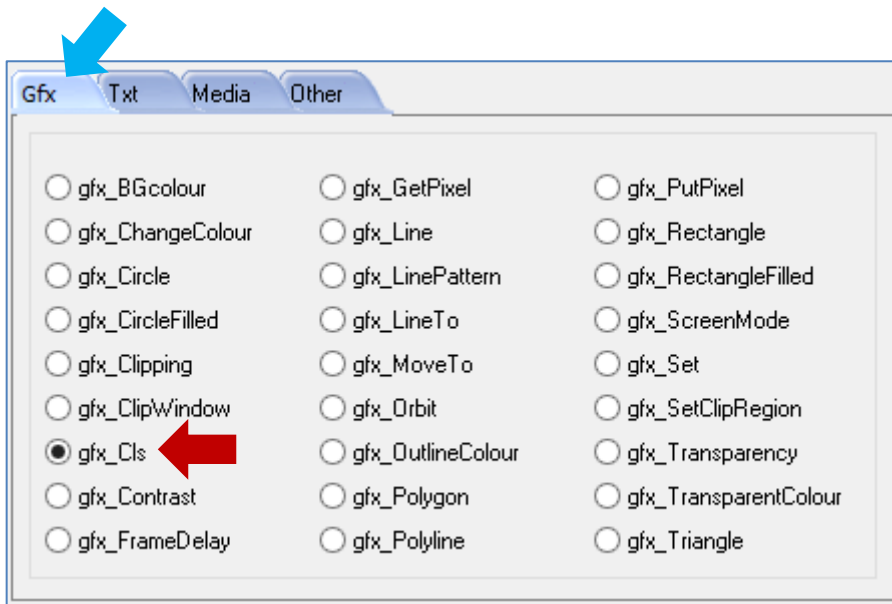 Gfx Txt Media Other
gfx_BGcolour gfx_GetPixel gfx_PutPixel
gfx_ChangeColour gfx_Line gfx_Rectangle
gfx_Circle gfx_LinePattern gfx_RectangleFilled
gfx_CircleFilled gfx_LineTo gfx_ScreenMode
gfx_Clipping gfx_MoveTo gfx_Set
gfx_ClipWindow gfx_Orbit gfx_SetClipRegion
gfx_Cls gfx_OutlineColour gfx_Transparency
gfx_Contrast gfx_Polygon gfx_TransparentColour
gfx_FrameDelay gfx_Polyline gfx_Triangle